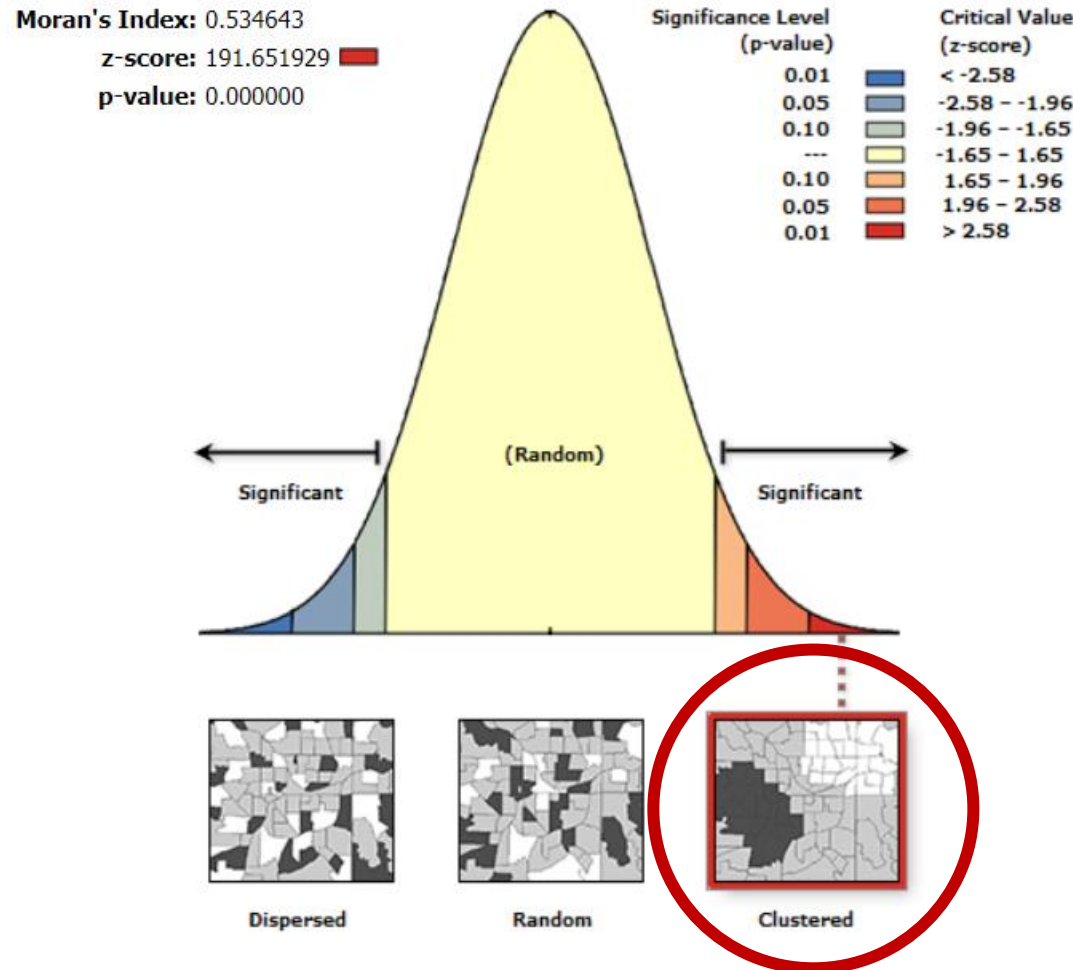 Moran's Index: 0.534643
z-score: 191.651929
p-value: 0.000000
Significance Level
(p-value)
Critical Value
(z-score)
0.01 < -2.58
0.05 -2.58 – -1.96
0.10 -1.96 – -1.65
--- -1.65 – 1.65
0.10 1.65 – 1.96
0.05 1.96 – 2.58
0.01 > 2.58
(Random)
Significant
Significant
Dispersed
Random
Clustered